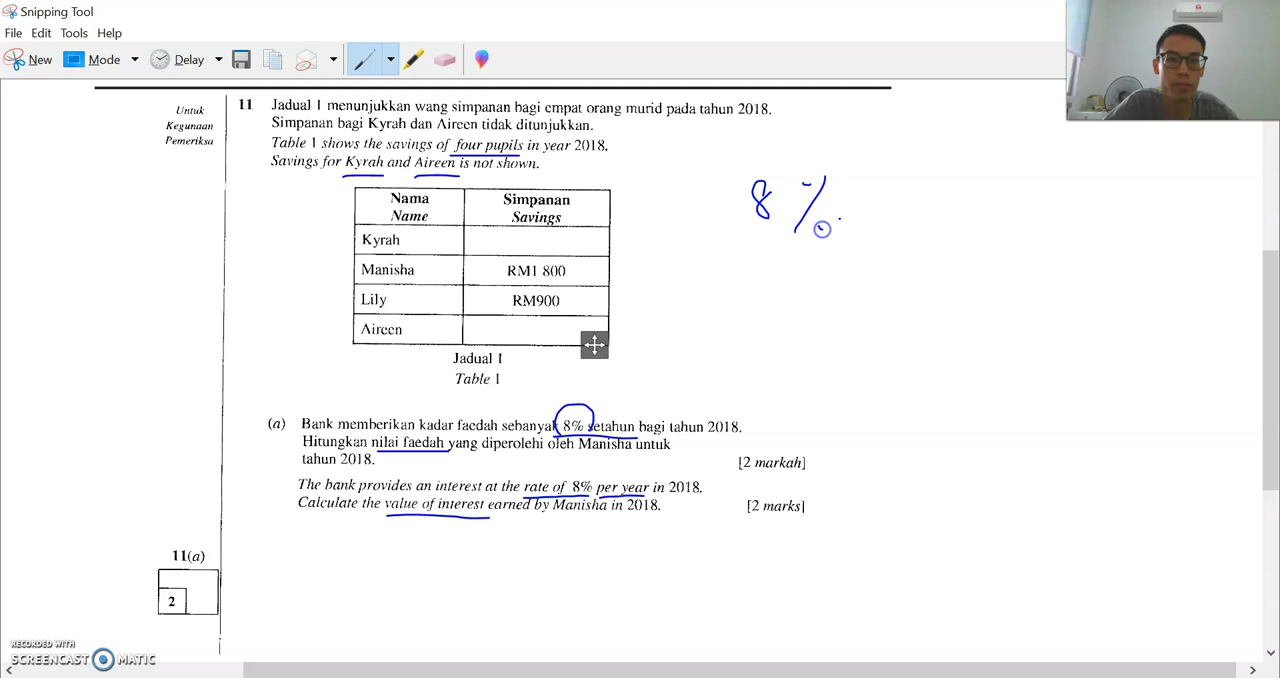 Snipping Tool
File Edit Tools Help
New Mode Delay
Untuk
Kegunaan
Pemeriksa
11 Jadual 1 menunjukkan wang simpanan bagi empat orang murid pada tahun 2018.
Simpanan bagi Kyrah dan Aireen tidak ditunjukkan.
Table 1 shows the savings of four pupils in year 2018.
Savings for Kyrah and Aireen is not shown.
Nama Simpanan
Name Savings
Kyrah
Manisha RM1 800
Lily RM900
Aireen
Jadual 1
Table 1
8 %
(a) Bank memberikan kadar faedah sebanyak 8% setahun bagi tahun 2018.
Hitungkan nilai faedah yang diperolehi oleh Manisha untuk
tahun 2018. [2 markah]
The bank provides an interest at the rate of 8% per year in 2018.
Calculate the value of interest earned by Manisha in 2018. [2 marks]
11(a)
2
RECORDED WITH
SCREENCAST MATIC